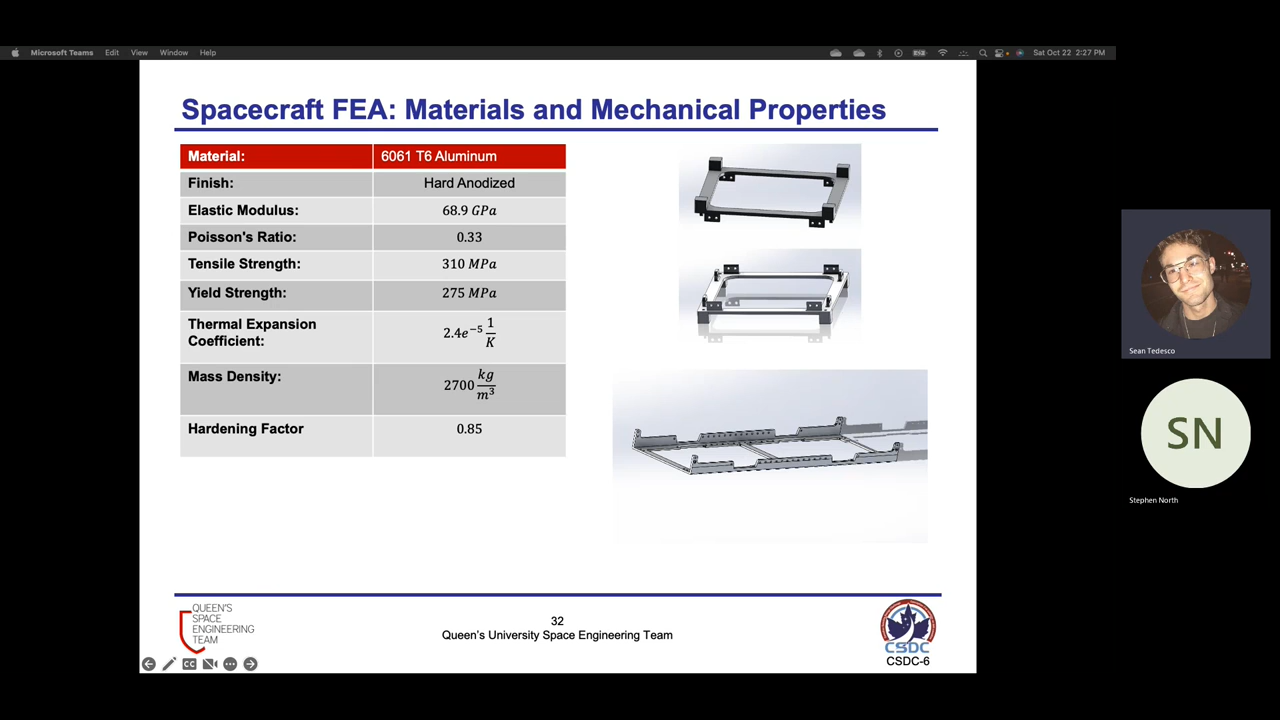 Microsoft Teams Edit View Window Help Sat Oct 22 2:27 PM
Spacecraft FEA: Materials and Mechanical Properties
Material: 6061 T6 Aluminum
Finish: Hard Anodized
Elastic Modulus: 68.9 GPa
Poisson's Ratio: 0.33
Tensile Strength: 310 MPa
Yield Strength: 275 MPa
Thermal Expansion
Coefficient: 2.4e⁻⁵ 1/K
Mass Density: 2700 kg/m³
Hardening Factor 0.85
Sean Tedesco
SN
Stephen North
QUEEN'S
SPACE
ENGINEERING
TEAM
32
Queen's University Space Engineering Team
CSDC
CSDC-6
CC